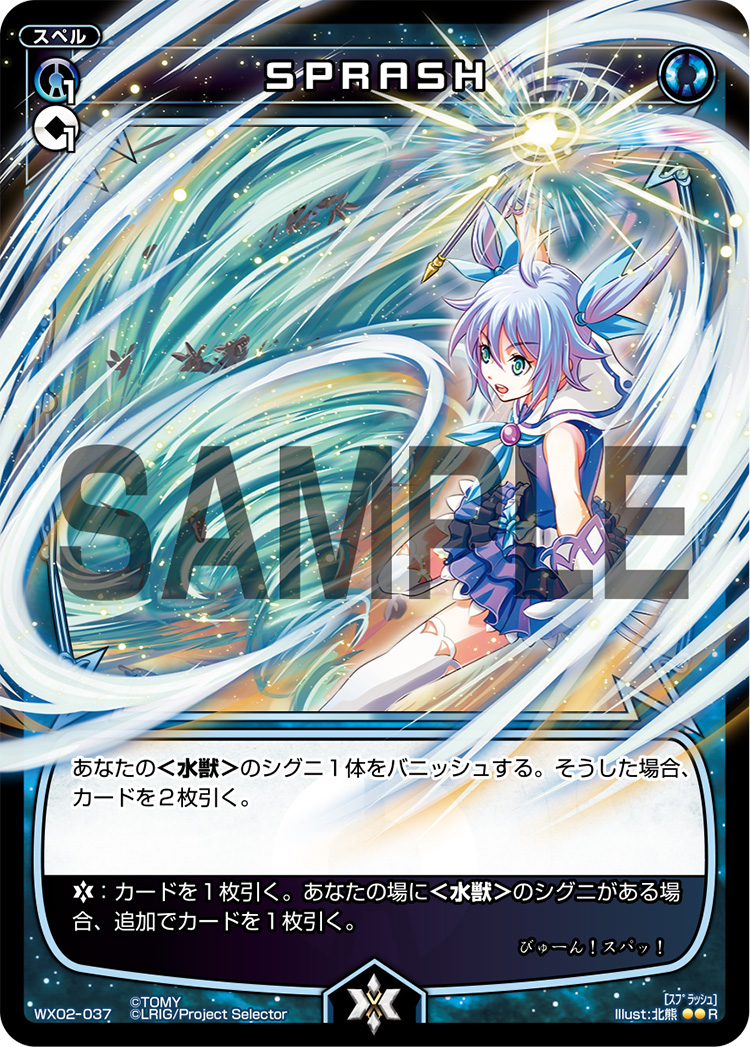 スペル
SPRASH
1
1
SAMPLE
あなたの<水獣>のシグニ1体をバニッシュする。そうした場合、
カードを2枚引く。
:カードを1枚引く。あなたの場に<水獣>のシグニがある場
合、追加でカードを1枚引く。
びゅーん!スパッ!
WX02-037
©TOMY
©LRIG/Project Selector
[スプラッシュ]
Illust:北熊 R